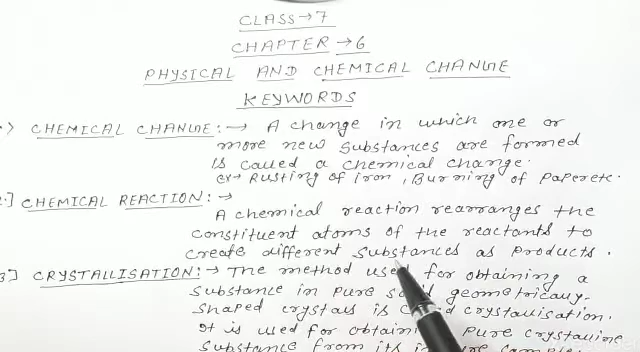 CLASS→7
CHAPTER→6
PHYSICAL AND CHEMICAL CHANGE
KEYWORDS
CHEMICAL CHANGE:→ A change in which one or
more new substances are formed
is called a chemical change.
Ex→ Rusting of iron, Burning of paper etc.
2.] CHEMICAL REACTION:→
A chemical reaction rearranges the
constituent atoms of the reactants to
create different substances as products.
3] CRYSTALLISATION:→ The method used for obtaining a
substance in pure geometrically
shaped crystals is crystallisation.
It is used for pure crystalline
substance from its